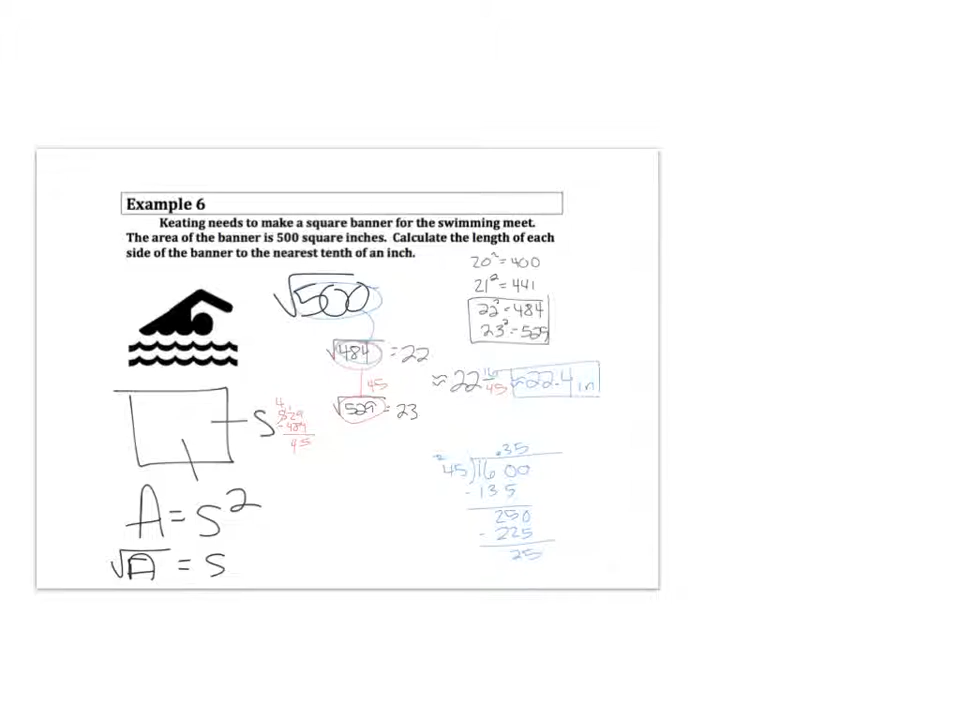 Example 6
Keating needs to make a square banner for the swimming meet.
The area of the banner is 500 square inches. Calculate the length of each
side of the banner to the nearest tenth of an inch.
20² = 400
21² = 441
22² = 484
23² = 529
√500
√484 = 22
45
√529 = 23
≈ 22 16/45 ≈ 22.4 in
S
4 1
529
- 484
45
A = S²
√A = S
.35
2
45)16 00
- 135
250
- 225
25